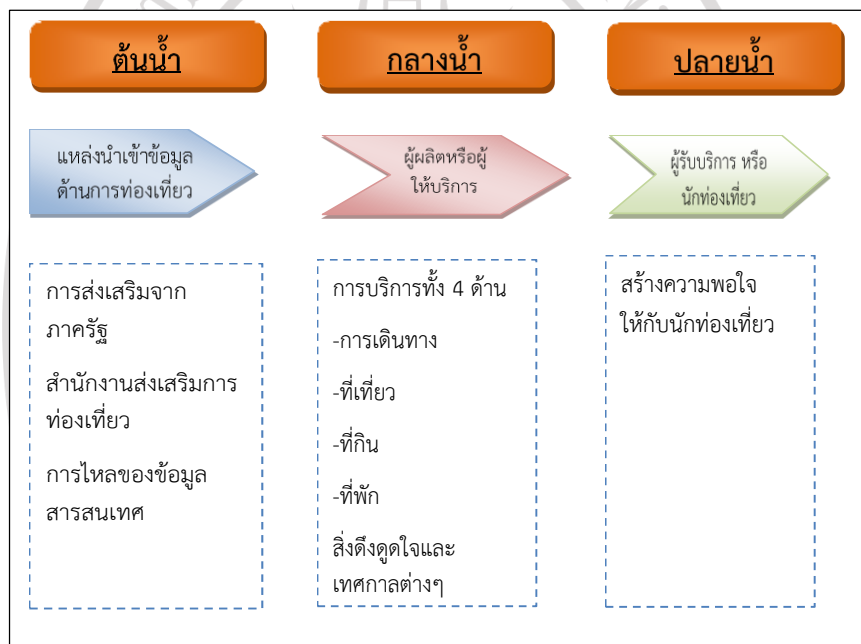 ต้นน้ำ
กลางน้ำ
ปลายน้ำ
แหล่งนำเข้าข้อมูล
ด้านการท่องเที่ยว
ผู้ผลิตหรือผู้
ให้บริการ
ผู้รับบริการ หรือ
นักท่องเที่ยว
การส่งเสริมจาก
ภาครัฐ
สำนักงานส่งเสริมการ
ท่องเที่ยว
การไหลของข้อมูล
สารสนเทศ
การบริการทั้ง 4 ด้าน
-การเดินทาง
-ที่เที่ยว
-ที่กิน
-ที่พัก
สิ่งดึงดูดใจและ
เทศกาลต่างๆ
สร้างความพอใจ
ให้กับนักท่องเที่ยว